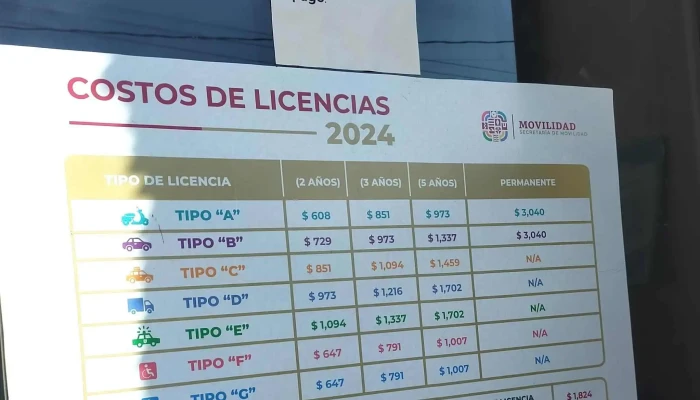 pago.
COSTOS DE LICENCIAS
2024
MOVILIDAD
SECRETARÍA DE MOVILIDAD
TIPO DE LICENCIA (2 AÑOS) (3 AÑOS) (5 AÑOS) PERMANENTE
TIPO "A" $ 608 $ 851 $ 973 $ 3,040
TIPO "B" $ 729 $ 973 $ 1,337 $ 3,040
TIPO "C" $ 851 $ 1,094 $ 1,459 N/A
TIPO "D" $ 973 $ 1,216 $ 1,702 N/A
TIPO "E" $ 1,094 $ 1,337 $ 1,702 N/A
TIPO "F" $ 647 $ 791 $ 1,007 N/A
TIPO "G" $ 647 $ 791 $ 1,007 N/A
LICENCIA $ 1,824